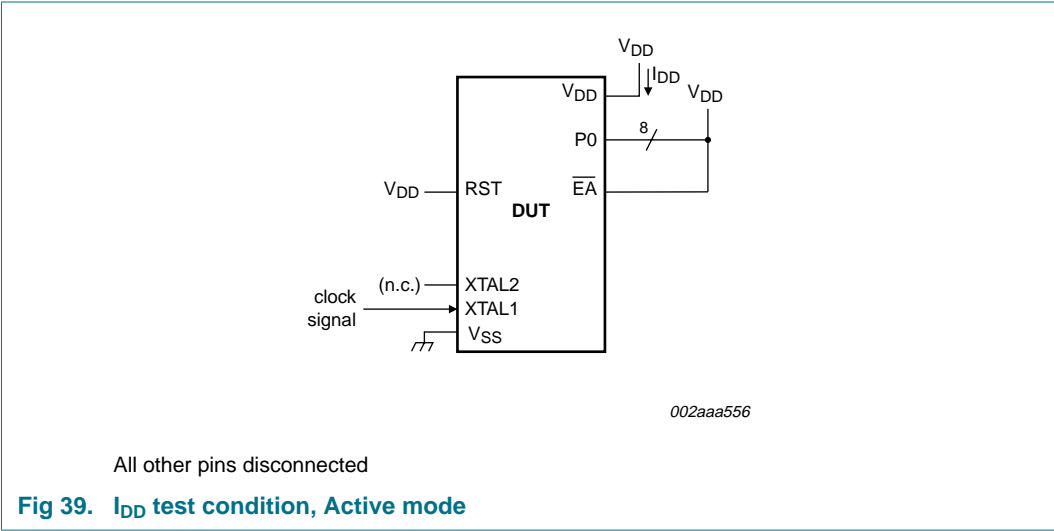 VDD
IDD
VDD
VDD
P0
8
VDD
RST
EA
DUT
(n.c.)
XTAL2
clock
signal
XTAL1
VSS
002aaa556
All other pins disconnected
Fig 39. IDD test condition, Active mode